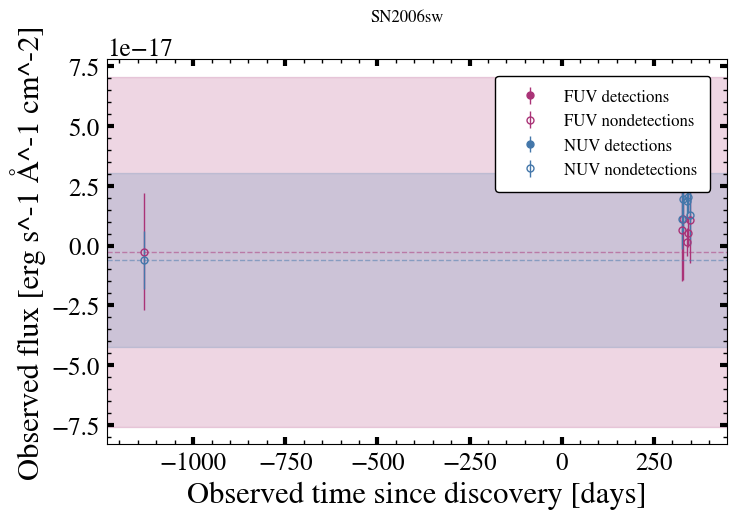 SN2006sw
1e−17
7.5
5.0
2.5
0.0
−2.5
−5.0
−7.5
Observed flux [erg s^-1 Å^-1 cm^-2]
FUV detections
FUV nondetections
NUV detections
NUV nondetections
−1000 −750 −500 −250 0 250
Observed time since discovery [days]